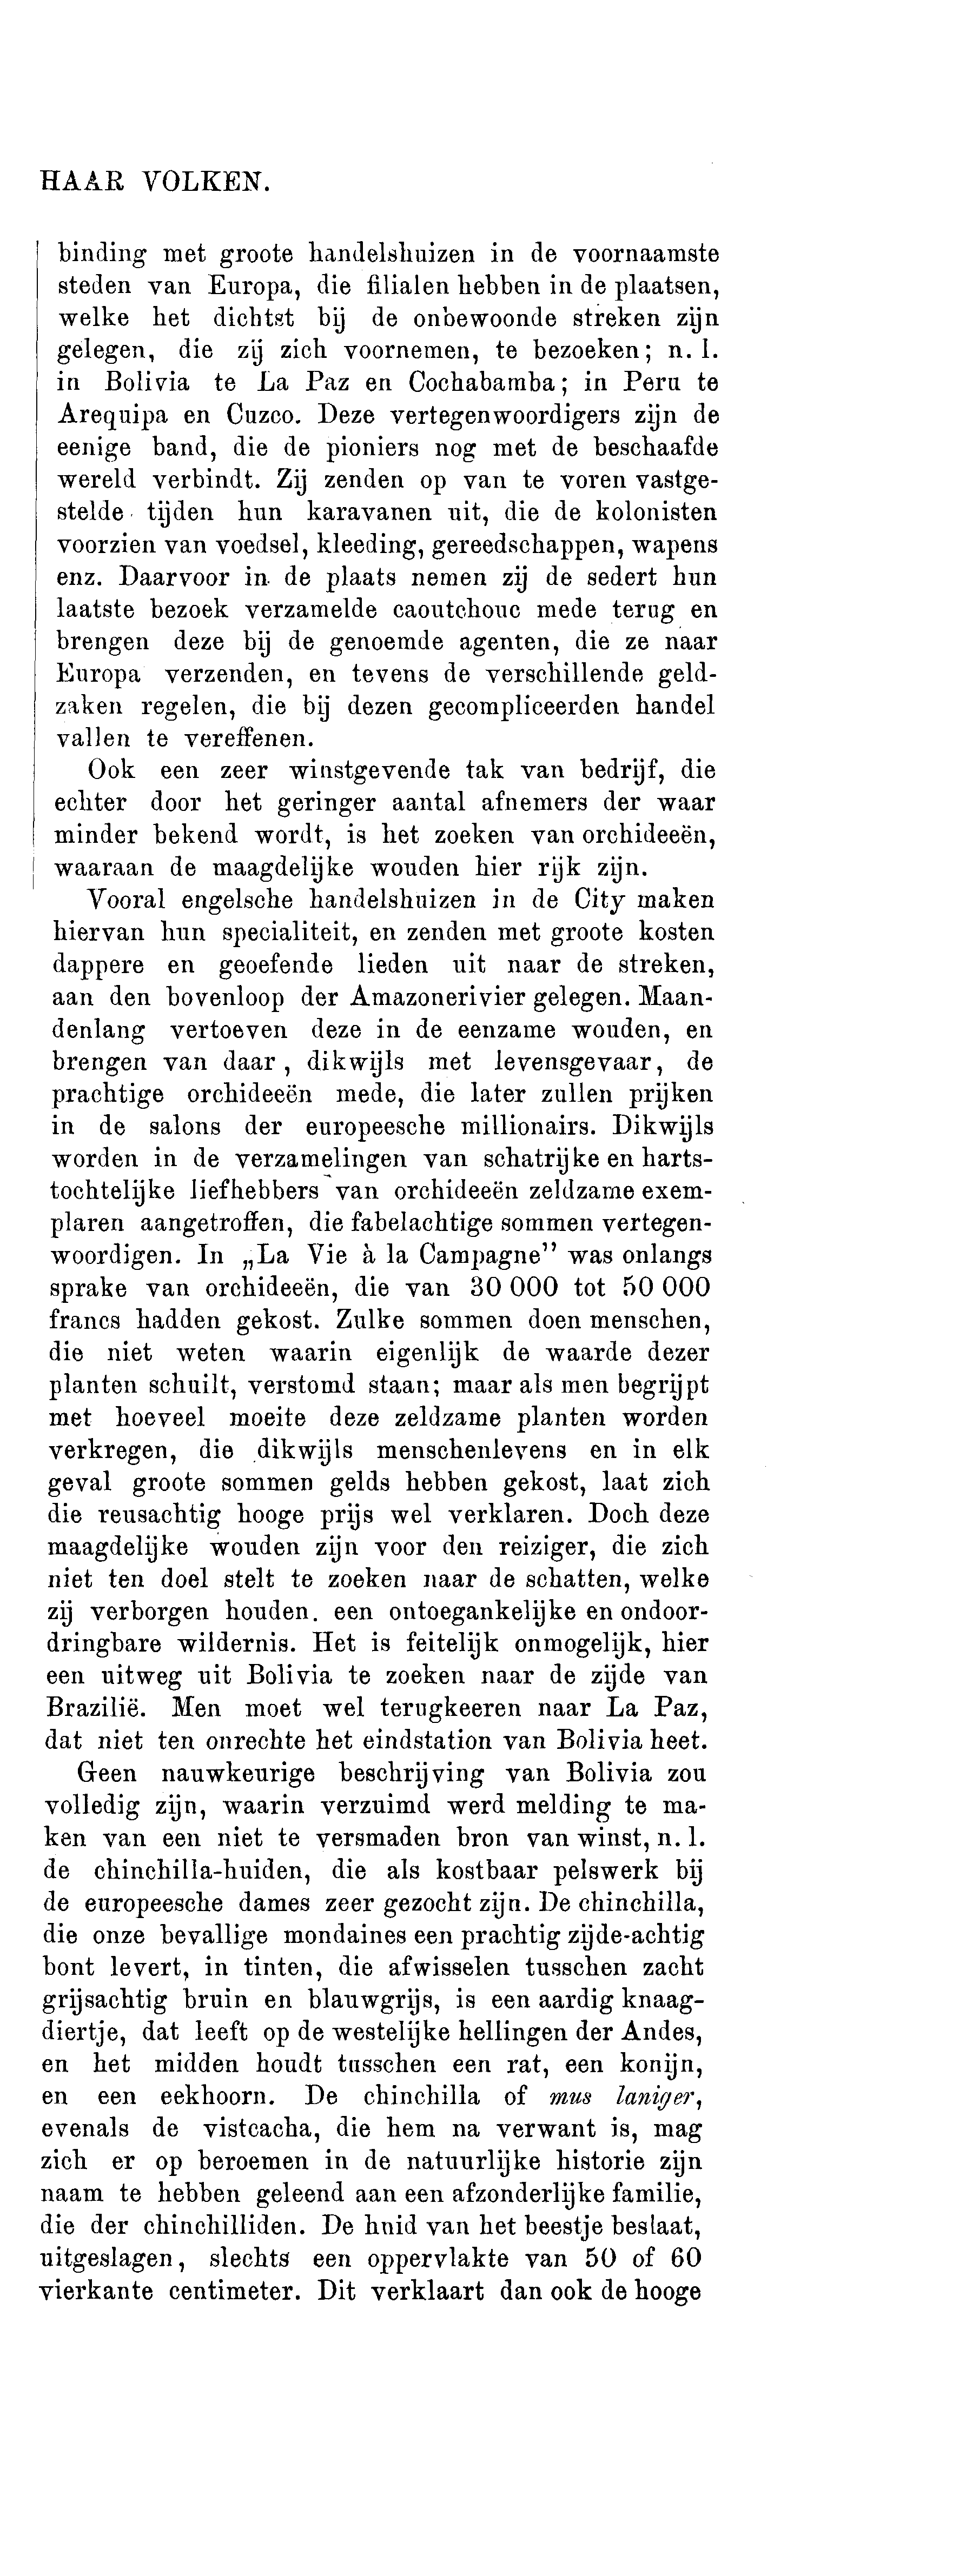 HAAR VOLKEN.
binding met groote handelshuizen in de voornaamste
steden van Europa, die filialen hebben in de plaatsen,
welke het dichtst bij de onbewoonde streken zijn
gelegen, die zij zich voornemen, te bezoeken; n. l.
in Bolivia te La Paz en Cochabamba; in Peru te
Arequipa en Cuzco. Deze vertegenwoordigers zijn de
eenige band, die de pioniers nog met de beschaafde
wereld verbindt. Zij zenden op van te voren vastge-
stelde tijden hun karavanen uit, die de kolonisten
voorzien van voedsel, kleeding, gereedschappen, wapens
enz. Daarvoor in de plaats nemen zij de sedert hun
laatste bezoek verzamelde caoutchouc mede terug en
brengen deze bij de genoemde agenten, die ze naar
Europa verzenden, en tevens de verschillende geld-
zaken regelen, die bij dezen gecompliceerden handel
vallen te vereffenen.
Ook een zeer winstgevende tak van bedrijf, die
echter door het geringer aantal afnemers der waar
minder bekend wordt, is het zoeken van orchideeën,
waaraan de maagdelijke wouden hier rijk zijn.
Vooral engelsche handelshuizen in de City maken
hiervan hun specialiteit, en zenden met groote kosten
dappere en geoefende lieden uit naar de streken,
aan den bovenloop der Amazonerivier gelegen. Maan-
denlang vertoeven deze in de eenzame wouden, en
brengen van daar, dikwijls met levensgevaar, de
prachtige orchideeën mede, die later zullen prijken
in de salons der europeesche millionairs. Dikwijls
worden in de verzamelingen van schatrijke en harts-
tochtelijke liefhebbers van orchideeën zeldzame exem-
plaren aangetroffen, die fabelachtige sommen vertegen-
woordigen. In „La Vie à la Campagne” was onlangs
sprake van orchideeën, die van 30 000 tot 50 000
francs hadden gekost. Zulke sommen doen menschen,
die niet weten waarin eigenlijk de waarde dezer
planten schuilt, verstomd staan; maar als men begrijpt
met hoeveel moeite deze zeldzame planten worden
verkregen, die dikwijls menschenlevens en in elk
geval groote sommen gelds hebben gekost, laat zich
die reusachtig hooge prijs wel verklaren. Doch deze
maagdelijke wouden zijn voor den reiziger, die zich
niet ten doel stelt te zoeken naar de schatten, welke
zij verborgen houden. een ontoegankelijke en ondoor-
dringbare wildernis. Het is feitelijk onmogelijk, hier
een uitweg uit Bolivia te zoeken naar de zijde van
Brazilië. Men moet wel terugkeeren naar La Paz,
dat niet ten onrechte het eindstation van Bolivia heet.
Geen nauwkeurige beschrijving van Bolivia zou
volledig zijn, waarin verzuimd werd melding te ma-
ken van een niet te versmaden bron van winst, n. l.
de chinchilla-huiden, die als kostbaar pelswerk bij
de europeesche dames zeer gezocht zijn. De chinchilla,
die onze bevallige mondaines een prachtig zijde-achtig
bont levert, in tinten, die afwisselen tusschen zacht
grijsachtig bruin en blauwgrijs, is een aardig knaag-
diertje, dat leeft op de westelijke hellingen der Andes,
en het midden houdt tusschen een rat, een konijn,
en een eekhoorn. De chinchilla of mus laniger,
evenals de vistcacha, die hem na verwant is, mag
zich er op beroemen in de natuurlijke historie zijn
naam te hebben geleend aan een afzonderlijke familie,
die der chinchilliden. De huid van het beestje beslaat,
uitgeslagen, slechts een oppervlakte van 50 of 60
vierkante centimeter. Dit verklaart dan ook de hooge